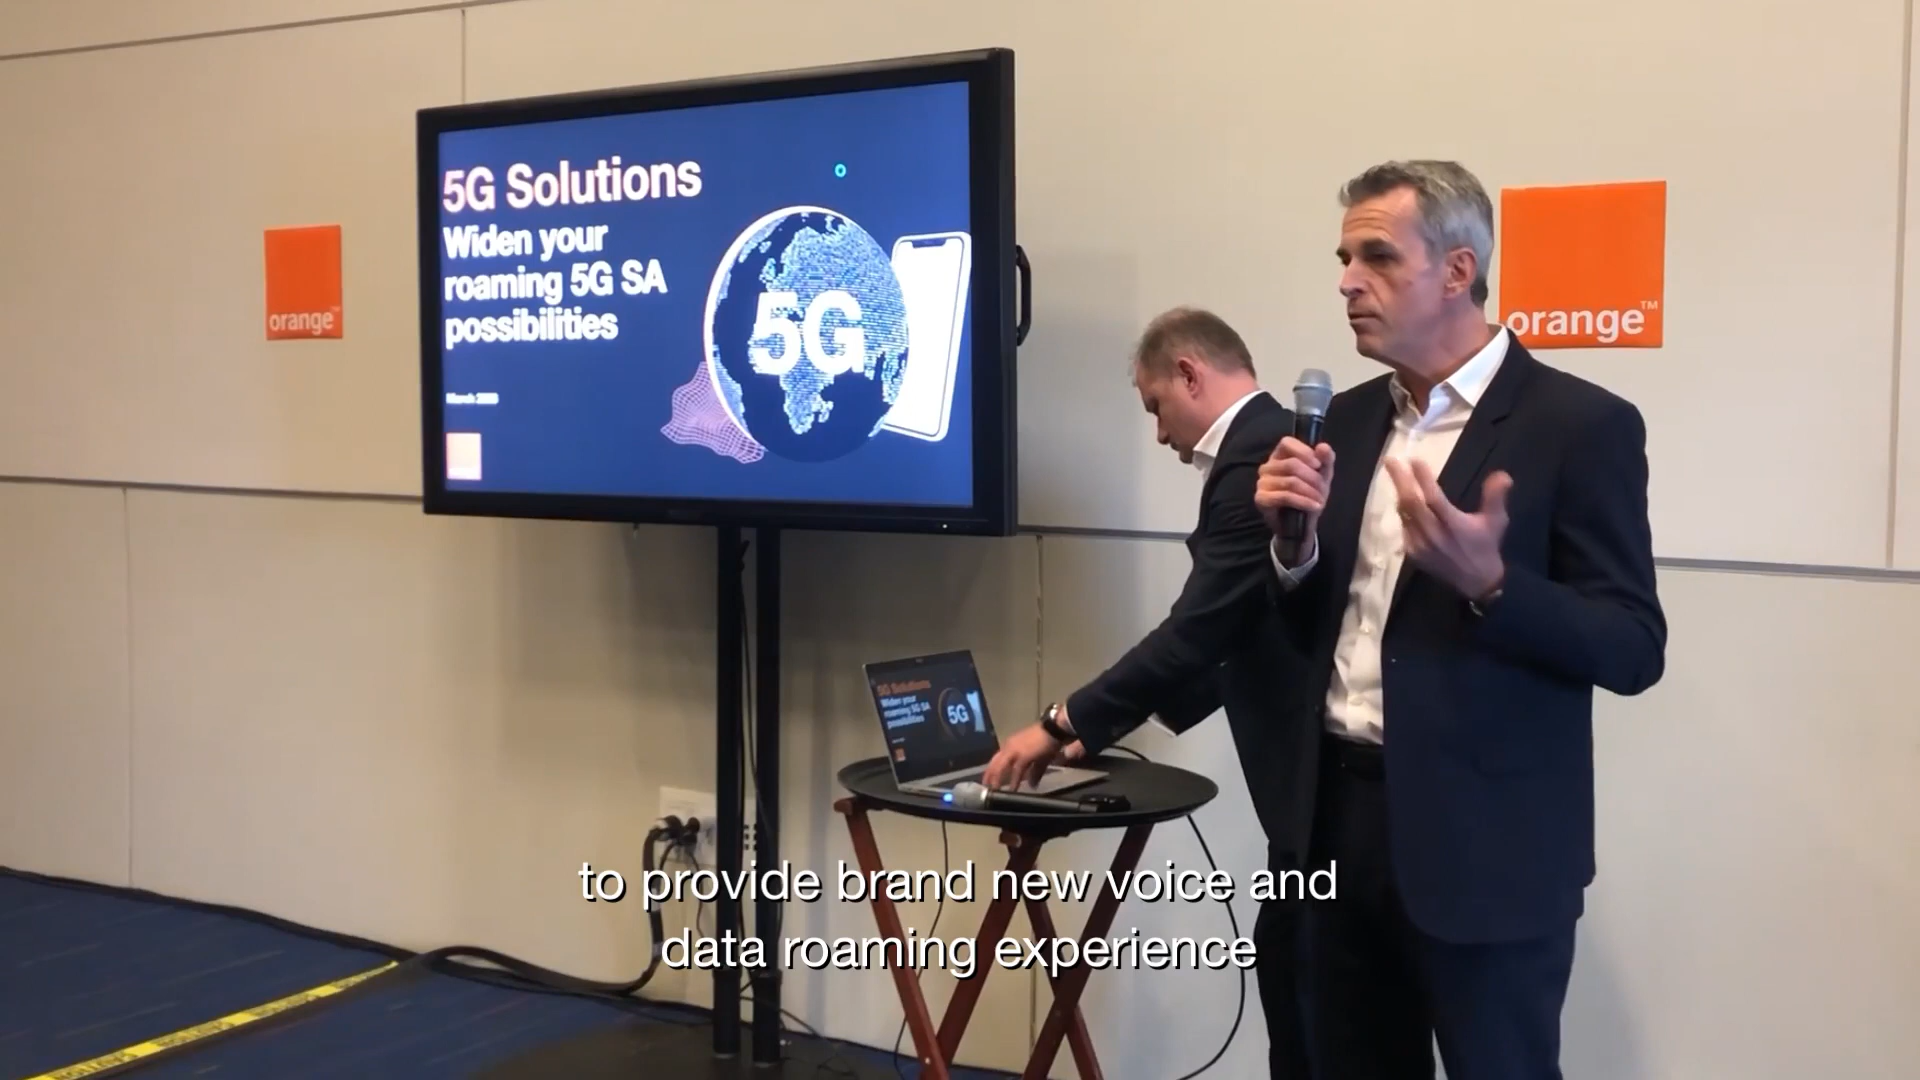 5G Solutions
Widen your
roaming 5G SA
possibilities
5G
orange™
orange™
5G Solutions
Widen your
roaming 5G SA
possibilities
5G
to provide brand new voice and
data roaming experience